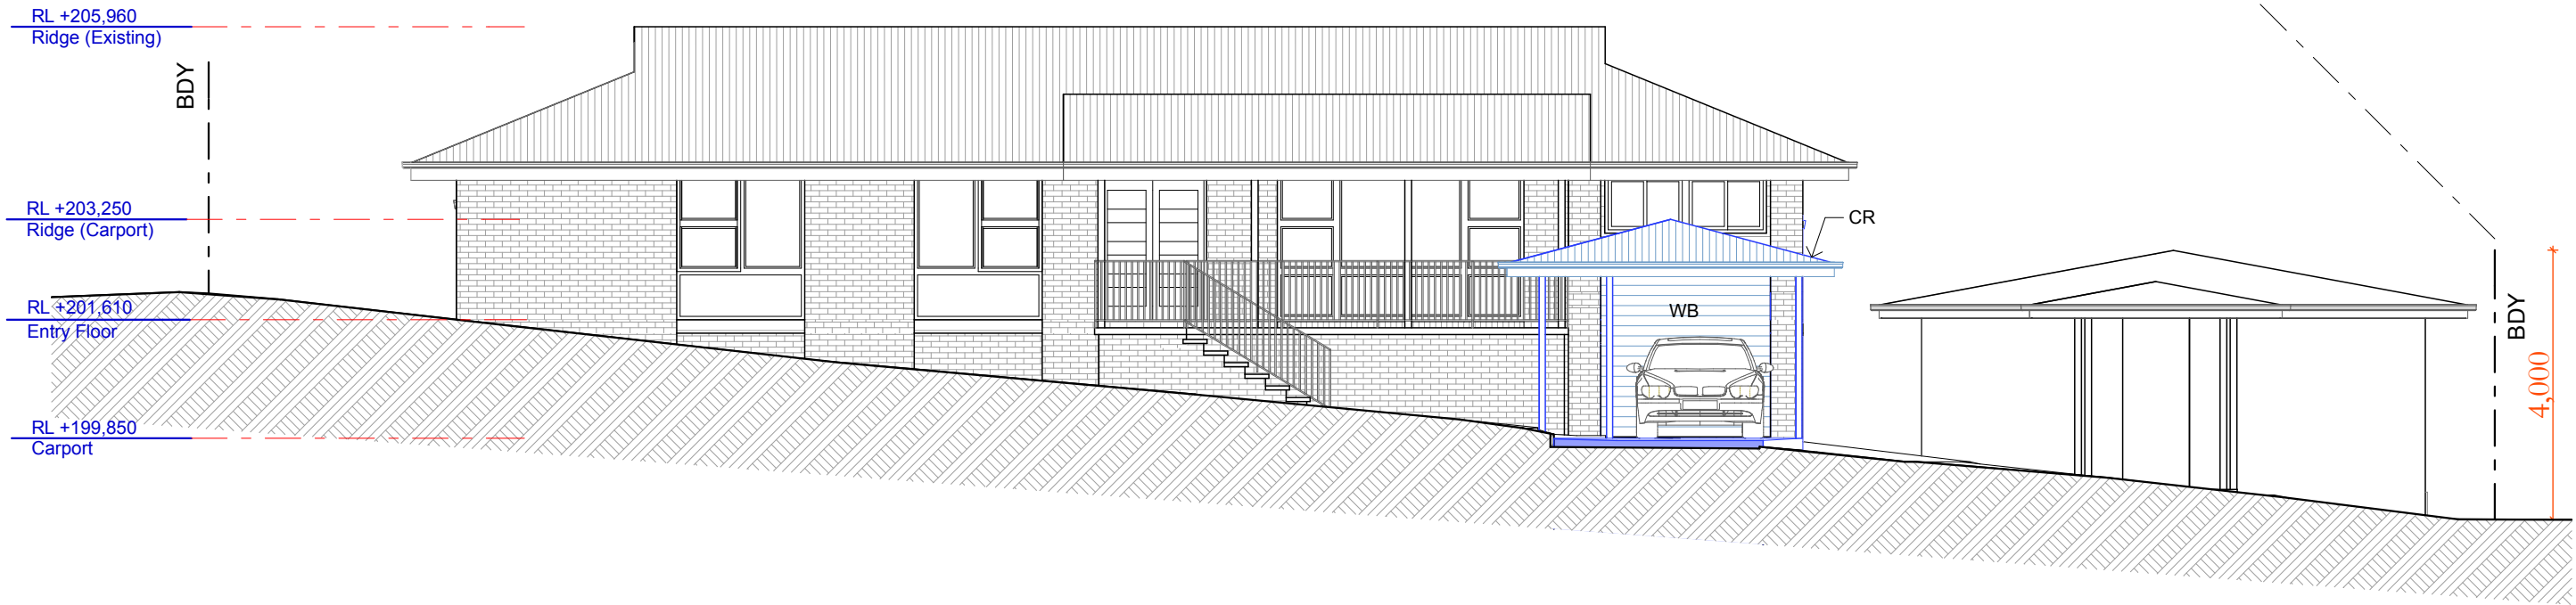 RL +205,960
Ridge (Existing)
BDY
RL +203,250
Ridge (Carport)
CR
RL +201,610
Entry Floor
WB
BDY
4,000
RL +199,850
Carport